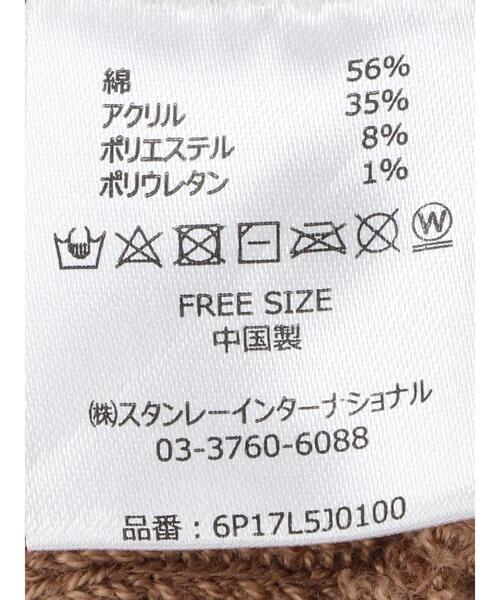 綿 56%
アクリル 35%
ポリエステル 8%
ポリウレタン 1%
W
FREE SIZE
中国製
㈱スタンレーインターナショナル
03-3760-6088
品番：6P17L5J0100